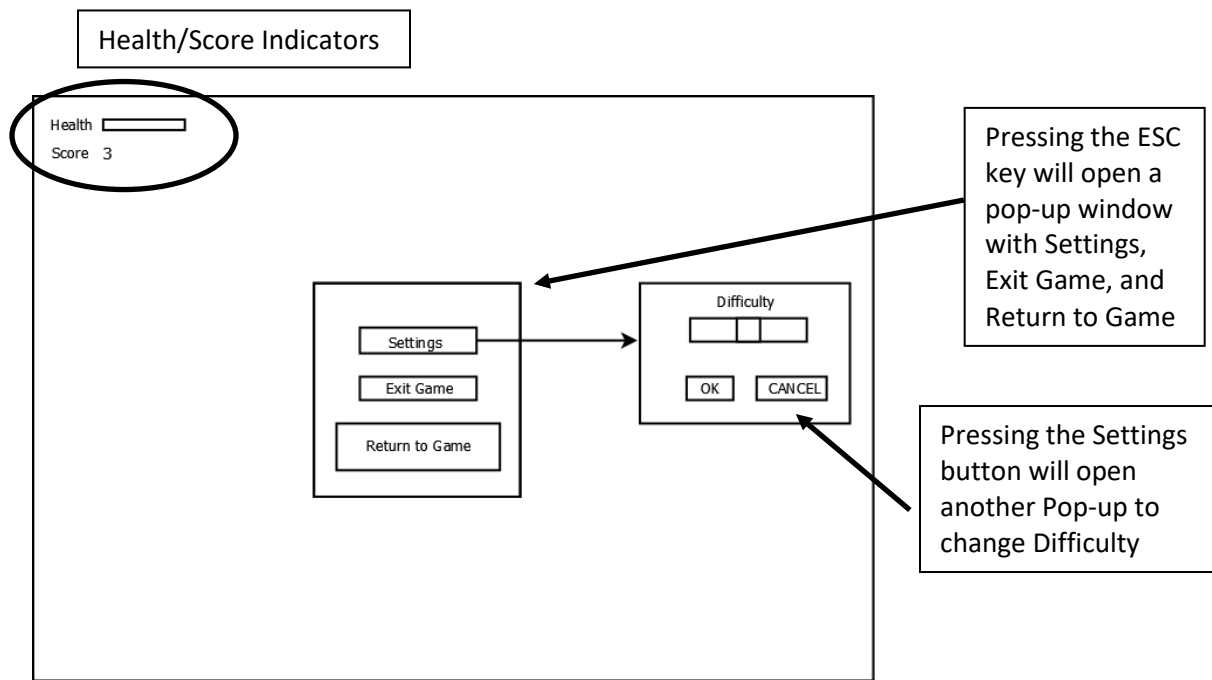 Health/Score Indicators
Health
Score 3
Pressing the ESC
key will open a
pop-up window
with Settings,
Exit Game, and
Return to Game
Settings
Exit Game
Return to Game
Difficulty
OK CANCEL
Pressing the Settings
button will open
another Pop-up to
change Difficulty